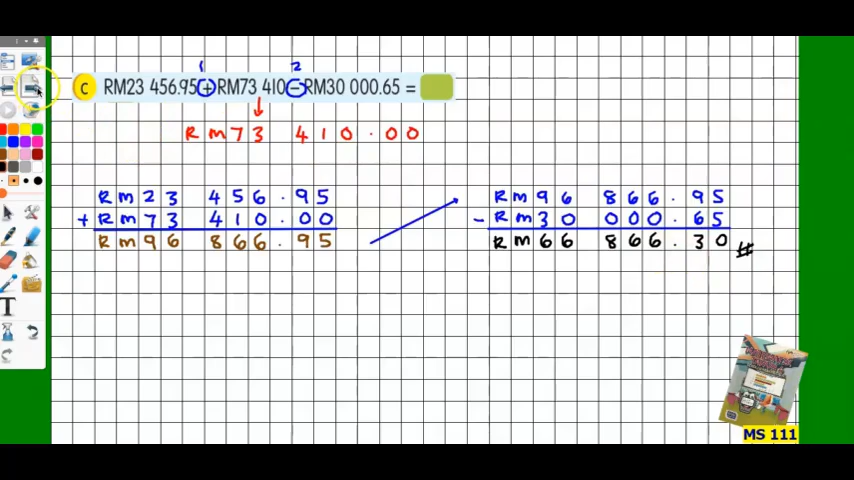 1 2
c RM23 456.95 + RM73 410 - RM30 000.65 =
RM73 410.00
RM23 456.95
+ RM73 410.00
RM96 866.95
RM96 866.95
- RM30 000.65
RM66 866.30 #
T
MS 111